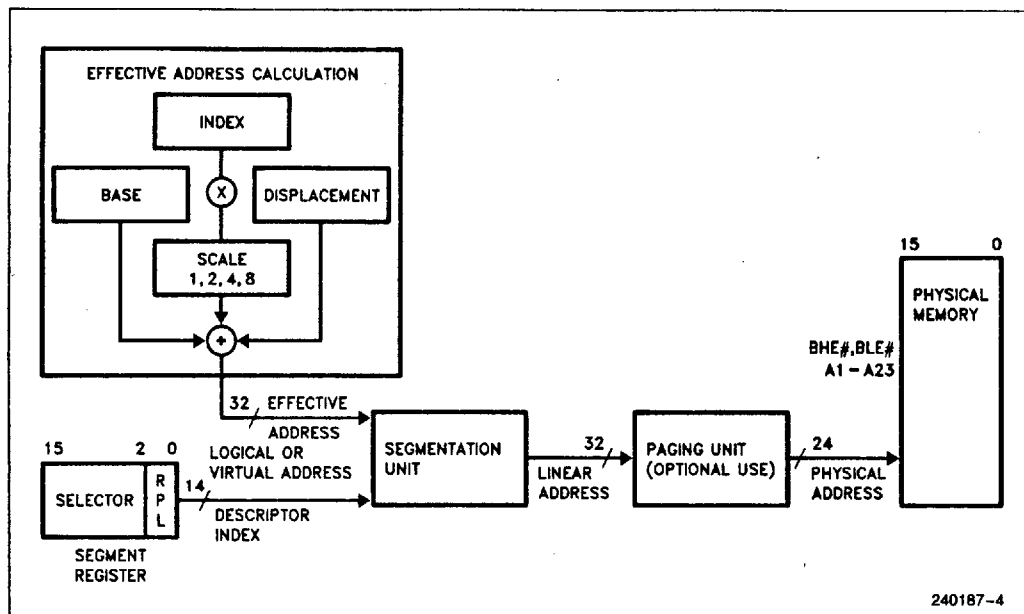 EFFECTIVE ADDRESS CALCULATION
INDEX
BASE
X
DISPLACEMENT
SCALE
1, 2, 4, 8
+
15 0
PHYSICAL
MEMORY
BHE#,BLE#
A1 – A23
32 EFFECTIVE
ADDRESS
LOGICAL OR
VIRTUAL ADDRESS
SEGMENTATION
UNIT
32
LINEAR
ADDRESS
PAGING UNIT
(OPTIONAL USE)
24
PHYSICAL
ADDRESS
15 2 0
SELECTOR
R
P
L
14
DESCRIPTOR
INDEX
SEGMENT
REGISTER
240187–4